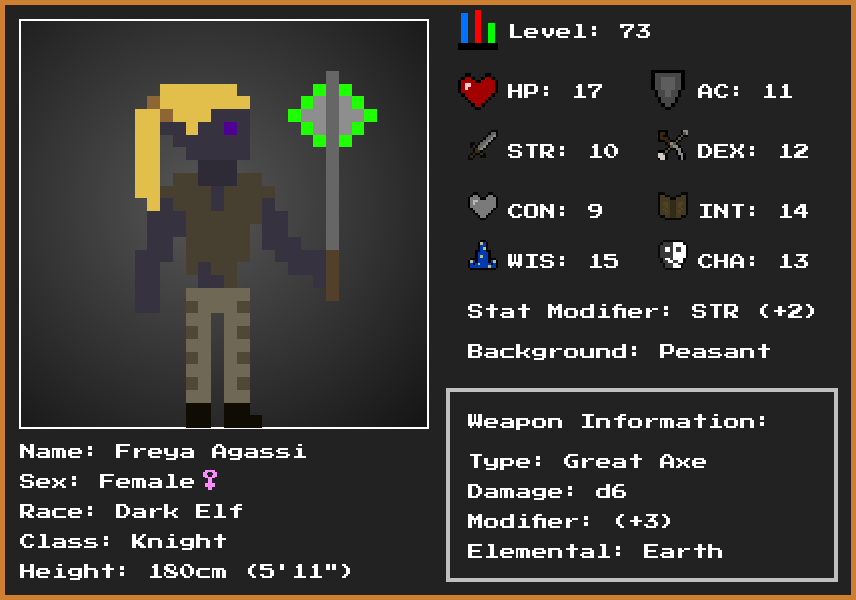 Level: 73
HP: 17 AC: 11
STR: 10 DEX: 12
CON: 9 INT: 14
WIS: 15 CHA: 13
Stat Modifier: STR (+2)
Background: Peasant
Weapon Information:
Type: Great Axe
Damage: d6
Modifier: (+3)
Elemental: Earth
Name: Freya Agassi
Sex: Female♀
Race: Dark Elf
Class: Knight
Height: 180cm (5'11")